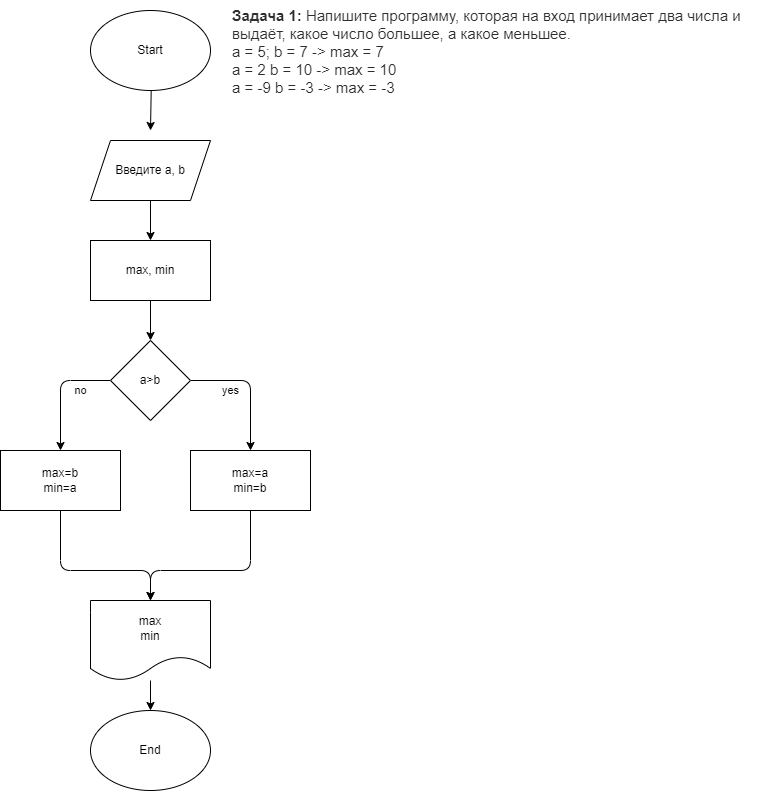 Задача 1: Напишите программу, которая на вход принимает два числа и
выдаёт, какое число большее, а какое меньшее.
a = 5; b = 7 -> max = 7
a = 2 b = 10 -> max = 10
a = -9 b = -3 -> max = -3
Start
Введите a, b
max, min
a>b
no
yes
max=b
min=a
max=a
min=b
max
min
End